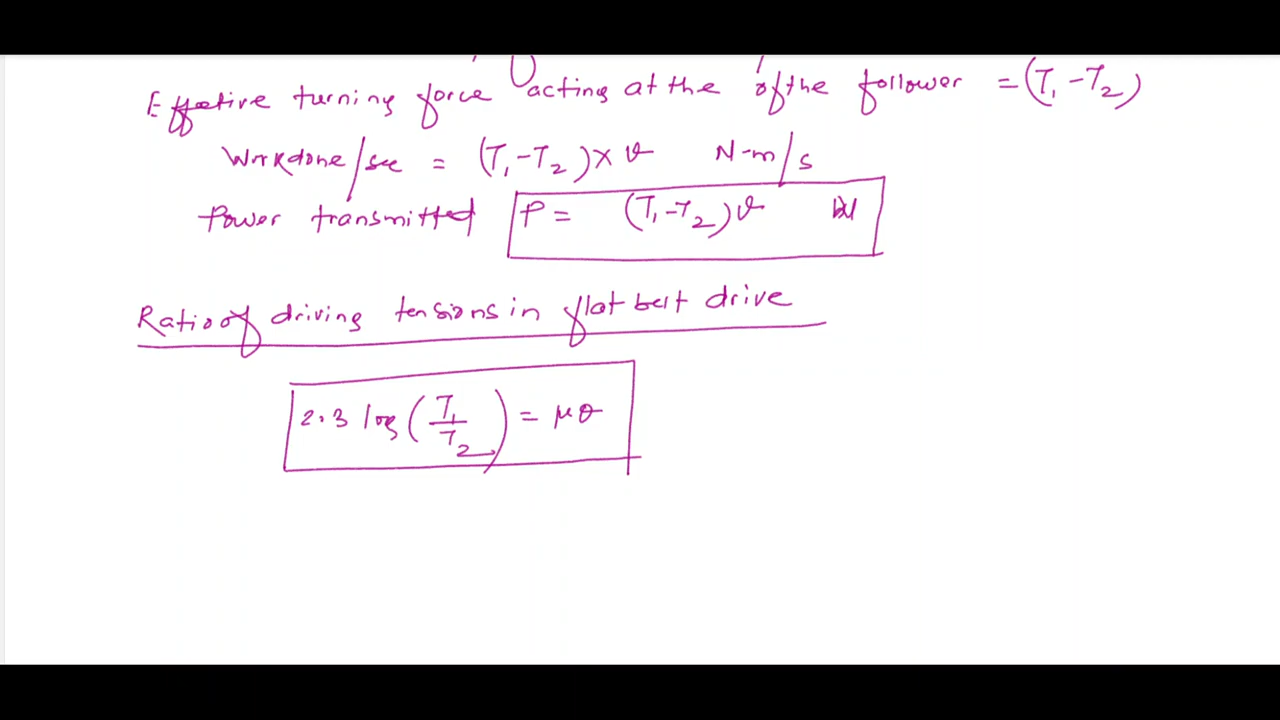 Effective turning force acting at the of the follower = (T₁-T₂)
Workdone/sec = (T₁-T₂)×v N-m/s
Power transmitted P = (T₁-T₂)v W
Ratio of driving tensions in flat belt drive
2.3 log (T₁/T₂) = μθ